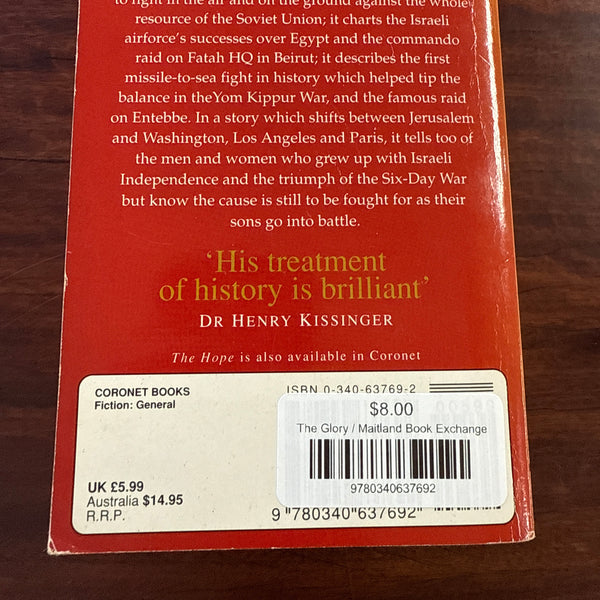 to fight in the air and on the ground against the whole
resource of the Soviet Union; it charts the Israeli
airforce's successes over Egypt and the commando
raid on Fatah HQ in Beirut; it describes the first
missile-to-sea fight in history which helped tip the
balance in theYom Kippur War, and the famous raid
on Entebbe. In a story which shifts between Jerusalem
and Washington, Los Angeles and Paris, it tells too of
the men and women who grew up with Israeli
Independence and the triumph of the Six-Day War
but know the cause is still to be fought for as their
sons go into battle.
'His treatment
of history is brilliant'
DR HENRY KISSINGER
The Hope is also available in Coronet
CORONET BOOKS
Fiction: General
ISBN 0-340-63769-2
$8.00
The Glory / Maitland Book Exchange
9780340637692
UK £5.99
Australia $14.95
R.R.P.
9 "780340"637692"